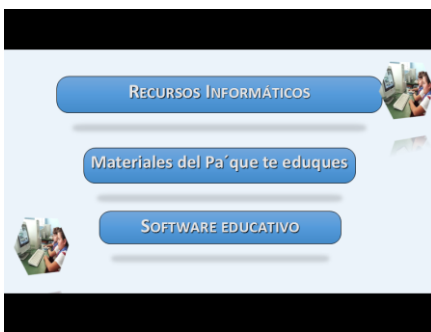 RECURSOS INFORMÁTICOS
Materiales del Pa´que te eduques
SOFTWARE EDUCATIVO